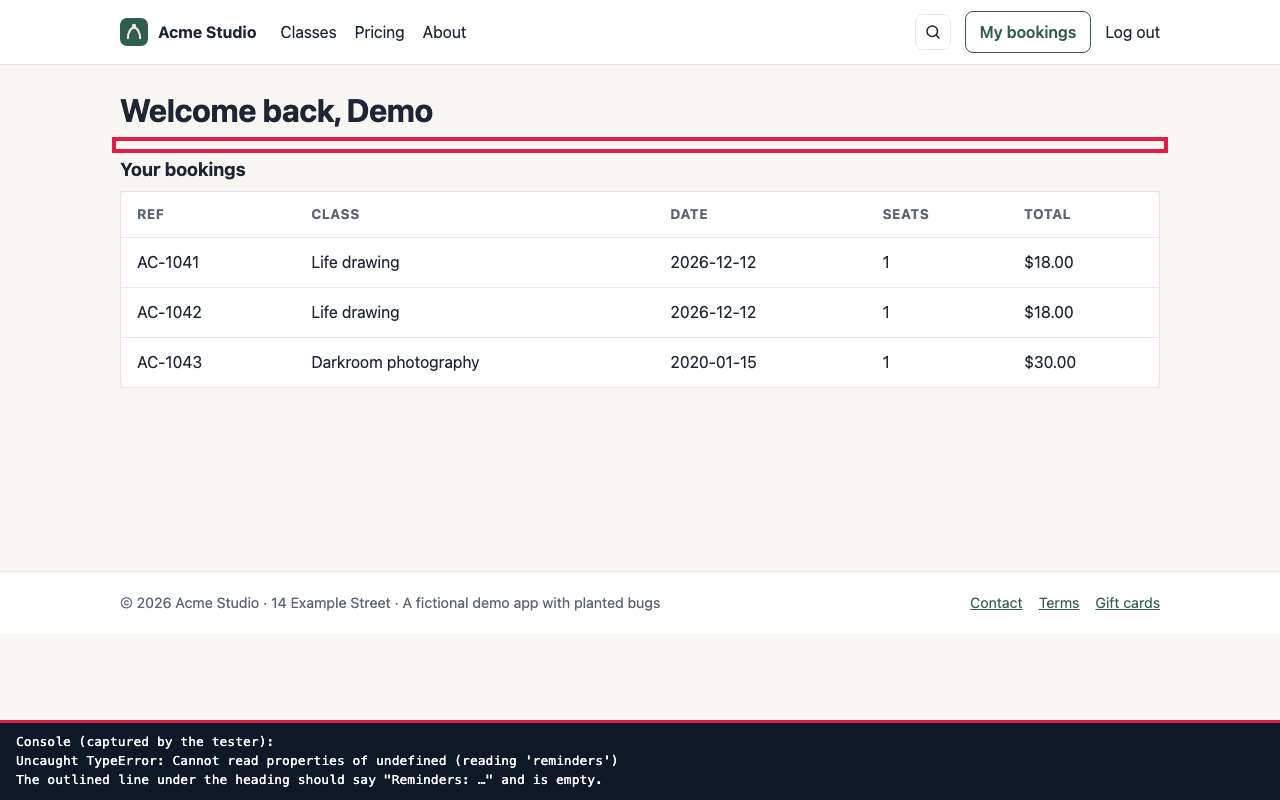 Acme Studio Classes Pricing About My bookings Log out
Welcome back, Demo
Your bookings
REF CLASS DATE SEATS TOTAL
AC-1041 Life drawing 2026-12-12 1 $18.00
AC-1042 Life drawing 2026-12-12 1 $18.00
AC-1043 Darkroom photography 2020-01-15 1 $30.00
© 2026 Acme Studio · 14 Example Street · A fictional demo app with planted bugs Contact Terms Gift cards
Console (captured by the tester):
Uncaught TypeError: Cannot read properties of undefined (reading 'reminders')
The outlined line under the heading should say "Reminders: …" and is empty.